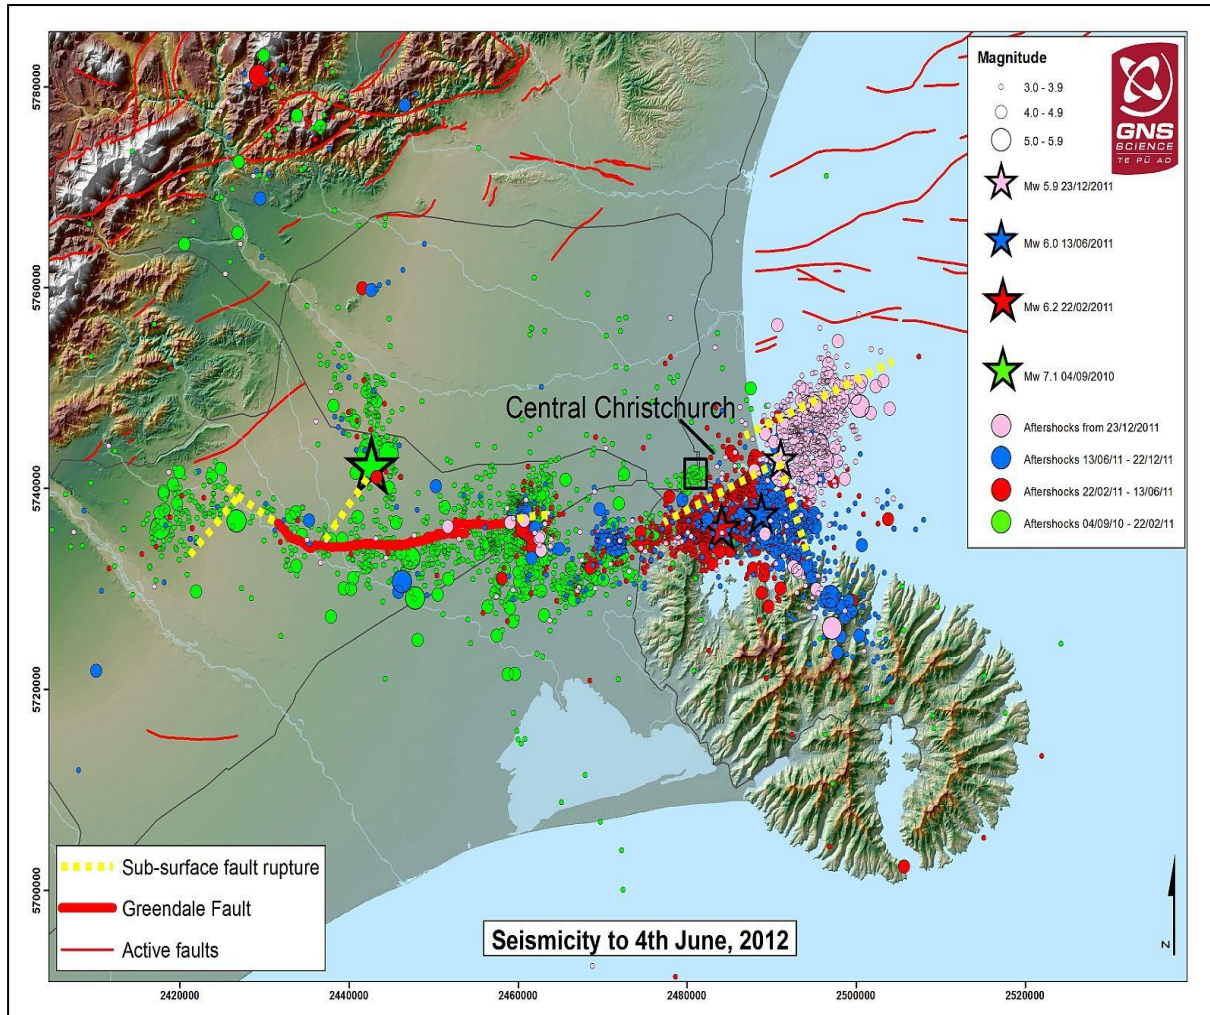 Magnitude
3.0 - 3.9
4.0 - 4.9
5.0 - 5.9
Mw 5.9 23/12/2011
Mw 6.0 13/06/2011
Mw 6.2 22/02/2011
Mw 7.1 04/09/2010
Aftershocks from 23/12/2011
Aftershocks 13/06/11 - 22/12/11
Aftershocks 22/02/11 - 13/06/11
Aftershocks 04/09/10 - 22/02/11
GNS
SCIENCE
TE PŪ AO
Central Christchurch
5780000
5760000
5740000
5720000
5700000
Sub-surface fault rupture
Greendale Fault
Active faults
Seismicity to 4th June, 2012
N
2420000
2440000
2460000
2480000
2500000
2520000